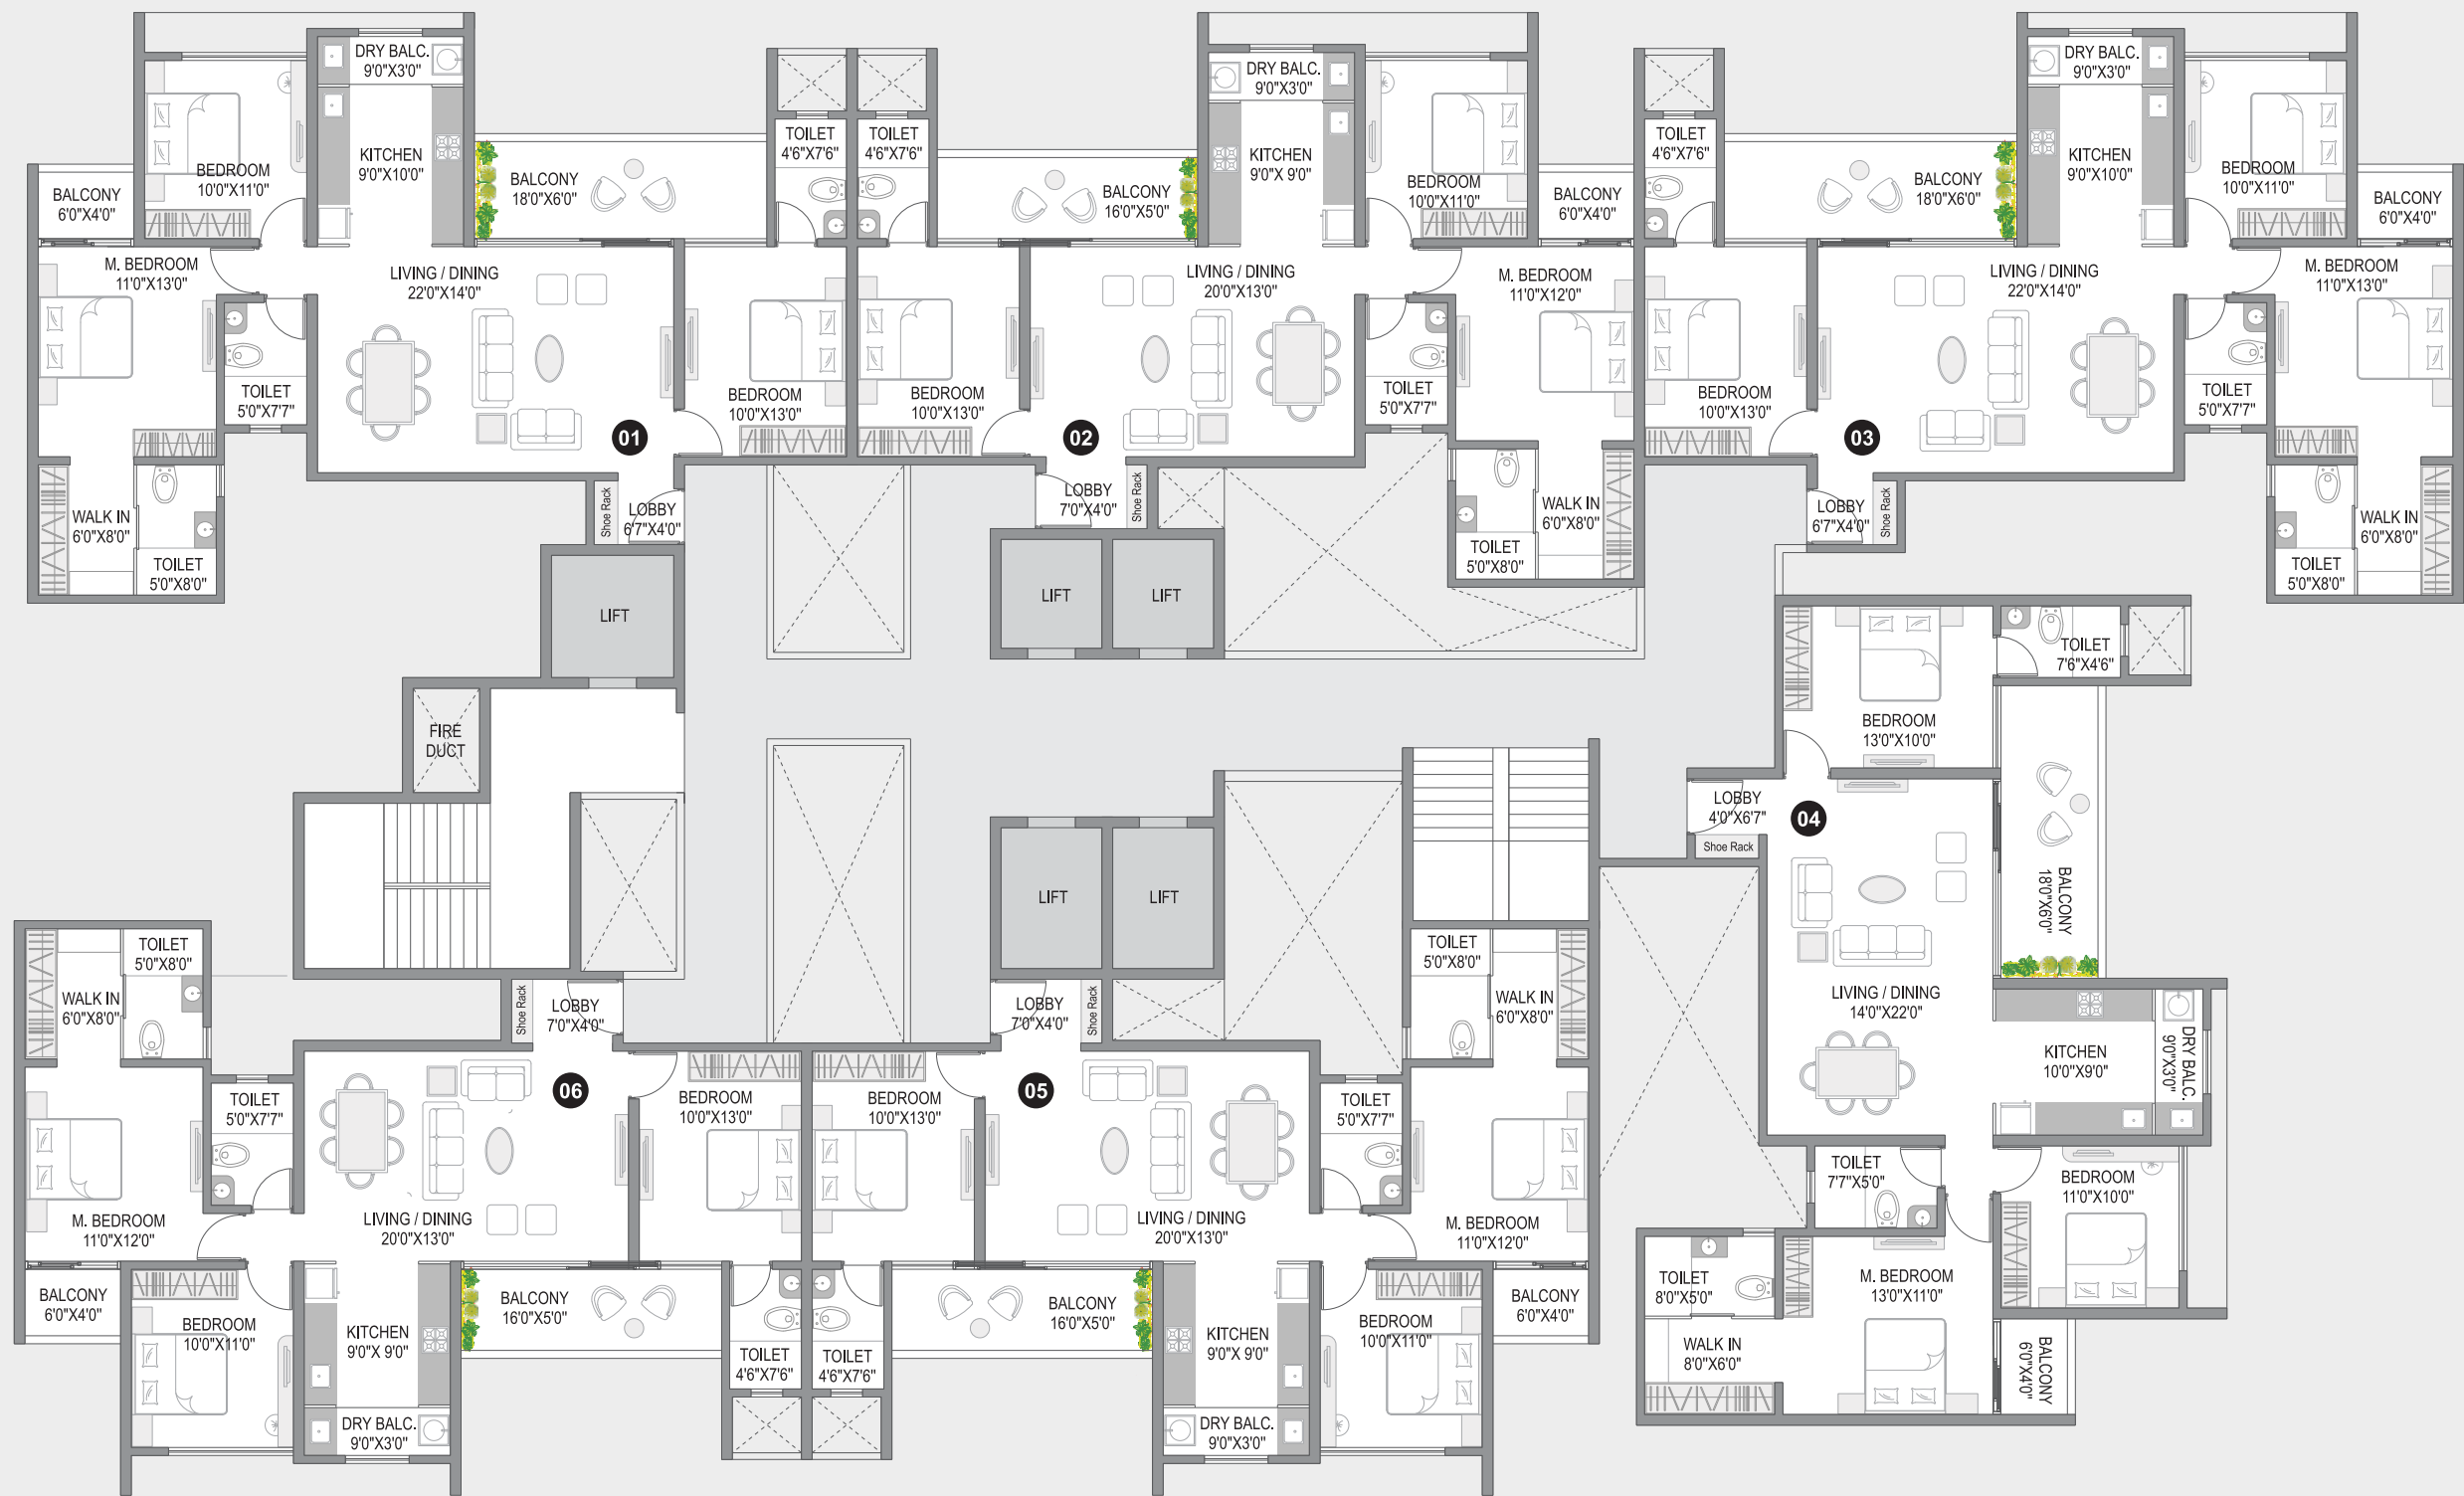 DRY BALC.
9'0"X3'0"
BEDROOM
10'0"X11'0"
KITCHEN
9'0"X10'0"
BALCONY
6'0"X4'0"
BALCONY
18'0"X6'0"
TOILET
4'6"X7'6"
M. BEDROOM
11'0"X13'0"
LIVING / DINING
22'0"X14'0"
TOILET
5'0"X7'7"
BEDROOM
10'0"X13'0"
01
WALK IN
6'0"X8'0"
TOILET
5'0"X8'0"
Shoe Rack
LOBBY
6'7"X4'0"
LIFT
TOILET
4'6"X7'6"
BALCONY
16'0"X5'0"
DRY BALC.
9'0"X3'0"
KITCHEN
9'0"X 9'0"
BEDROOM
10'0"X11'0"
BALCONY
6'0"X4'0"
LIVING / DINING
20'0"X13'0"
M. BEDROOM
11'0"X12'0"
BEDROOM
10'0"X13'0"
TOILET
5'0"X7'7"
02
LOBBY
7'0"X4'0"
Shoe Rack
WALK IN
6'0"X8'0"
TOILET
5'0"X8'0"
LIFT
LIFT
TOILET
4'6"X7'6"
BALCONY
18'0"X6'0"
DRY BALC.
9'0"X3'0"
KITCHEN
9'0"X10'0"
BEDROOM
10'0"X11'0"
BALCONY
6'0"X4'0"
LIVING / DINING
22'0"X14'0"
M. BEDROOM
11'0"X13'0"
BEDROOM
10'0"X13'0"
TOILET
5'0"X7'7"
03
LOBBY
6'7"X4'0"
Shoe Rack
WALK IN
6'0"X8'0"
TOILET
5'0"X8'0"
FIRE
DUCT
TOILET
7'6"X4'6"
BEDROOM
13'0"X10'0"
LOBBY
4'0"X6'7"
Shoe Rack
04
BALCONY
18'0"X6'0"
LIVING / DINING
14'0"X22'0"
KITCHEN
10'0"X9'0"
DRY BALC.
9'0"X3'0"
TOILET
7'7"X5'0"
BEDROOM
11'0"X10'0"
TOILET
8'0"X5'0"
M. BEDROOM
13'0"X11'0"
WALK IN
8'0"X6'0"
BALCONY
6'0"X4'0"
LIFT
LIFT
TOILET
5'0"X8'0"
WALK IN
6'0"X8'0"
Shoe Rack
LOBBY
7'0"X4'0"
TOILET
5'0"X7'7"
06
BEDROOM
10'0"X13'0"
M. BEDROOM
11'0"X12'0"
LIVING / DINING
20'0"X13'0"
BALCONY
6'0"X4'0"
BALCONY
16'0"X5'0"
BEDROOM
10'0"X11'0"
KITCHEN
9'0"X 9'0"
TOILET
4'6"X7'6"
DRY BALC.
9'0"X3'0"
LOBBY
7'0"X4'0"
Shoe Rack
TOILET
5'0"X8'0"
WALK IN
6'0"X8'0"
BEDROOM
10'0"X13'0"
05
TOILET
5'0"X7'7"
LIVING / DINING
20'0"X13'0"
M. BEDROOM
11'0"X12'0"
BALCONY
16'0"X5'0"
BALCONY
6'0"X4'0"
TOILET
4'6"X7'6"
KITCHEN
9'0"X 9'0"
BEDROOM
10'0"X11'0"
DRY BALC.
9'0"X3'0"